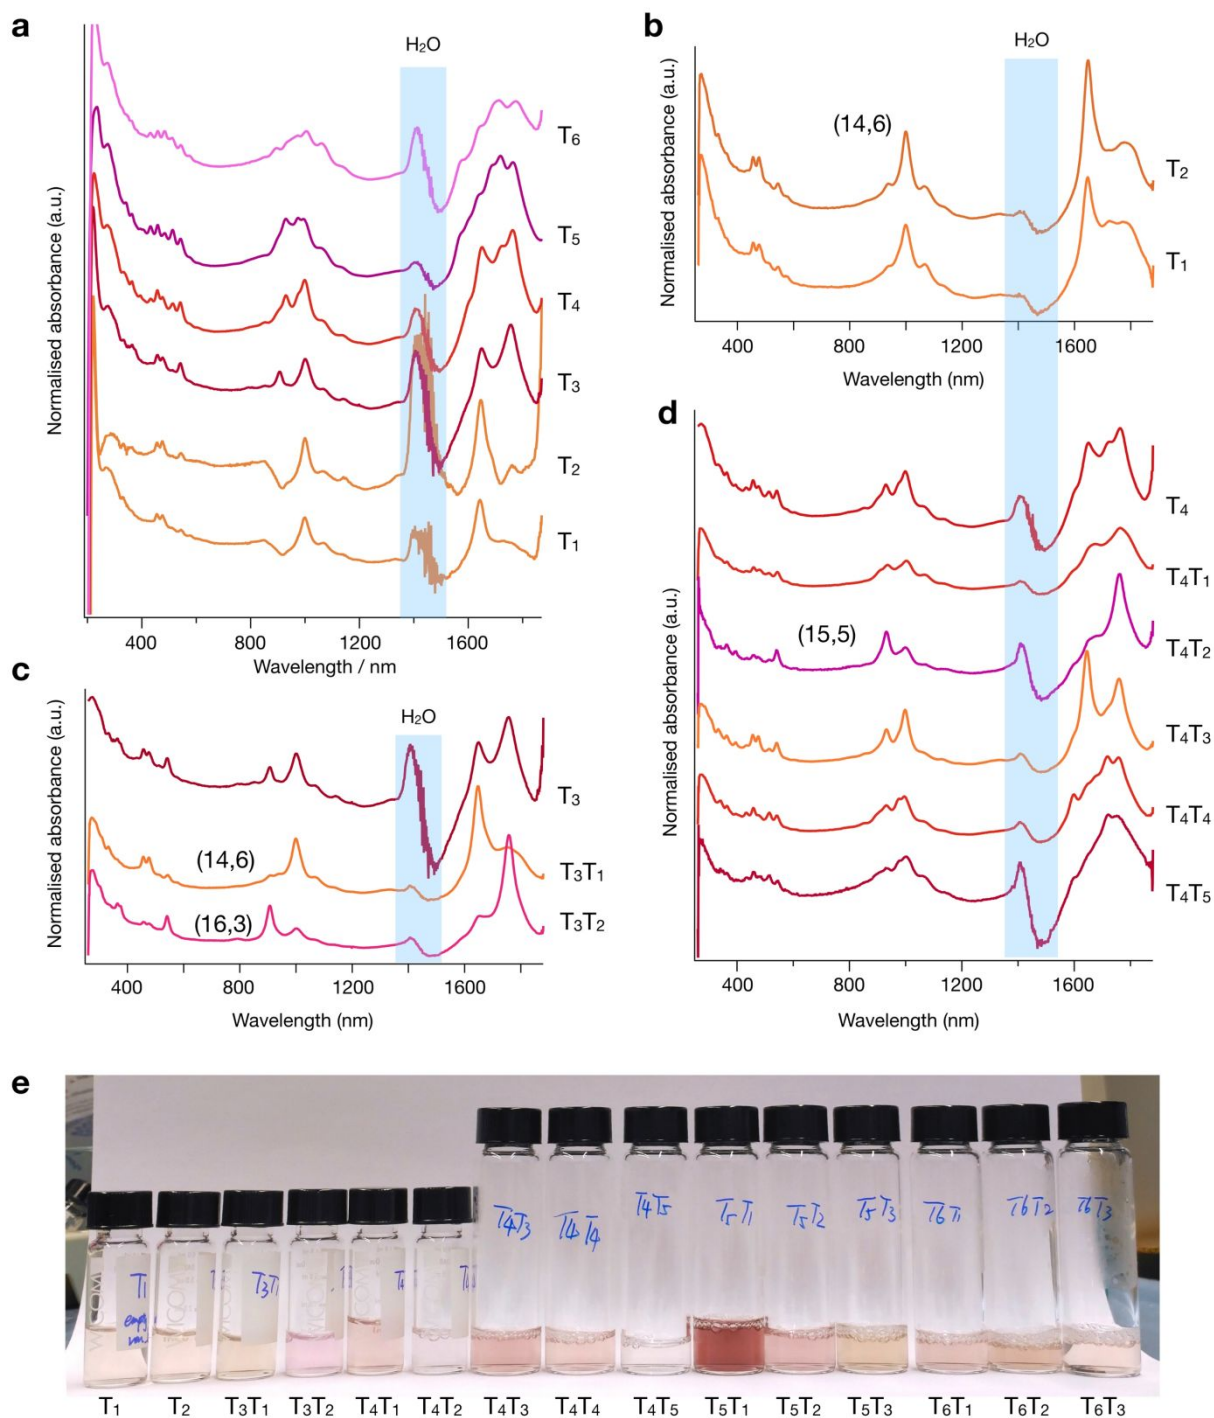 a
H₂O
T₆
T₅
T₄
T₃
T₂
T₁
Normalised absorbance (a.u.)
400 800 1200 1600
Wavelength / nm
b
H₂O
(14,6)
T₂
T₁
Normalised absorbance (a.u.)
400 800 1200 1600
Wavelength (nm)
c
H₂O
T₃
(14,6)
T₃T₁
(16,3)
T₃T₂
Normalised absorbance (a.u.)
400 800 1200 1600
Wavelength (nm)
d
T₄
T₄T₁
(15,5)
T₄T₂
T₄T₃
T₄T₄
T₄T₅
Normalised absorbance (a.u.)
400 800 1200 1600
Wavelength (nm)
e
T1 T3T1 T4T3 T4T4 T4T5 T5T1 T5T2 T5T3 T6T1 T6T2 T6T3
T₁ T₂ T₃T₁ T₃T₂ T₄T₁ T₄T₂ T₄T₃ T₄T₄ T₄T₅ T₅T₁ T₅T₂ T₅T₃ T₆T₁ T₆T₂ T₆T₃